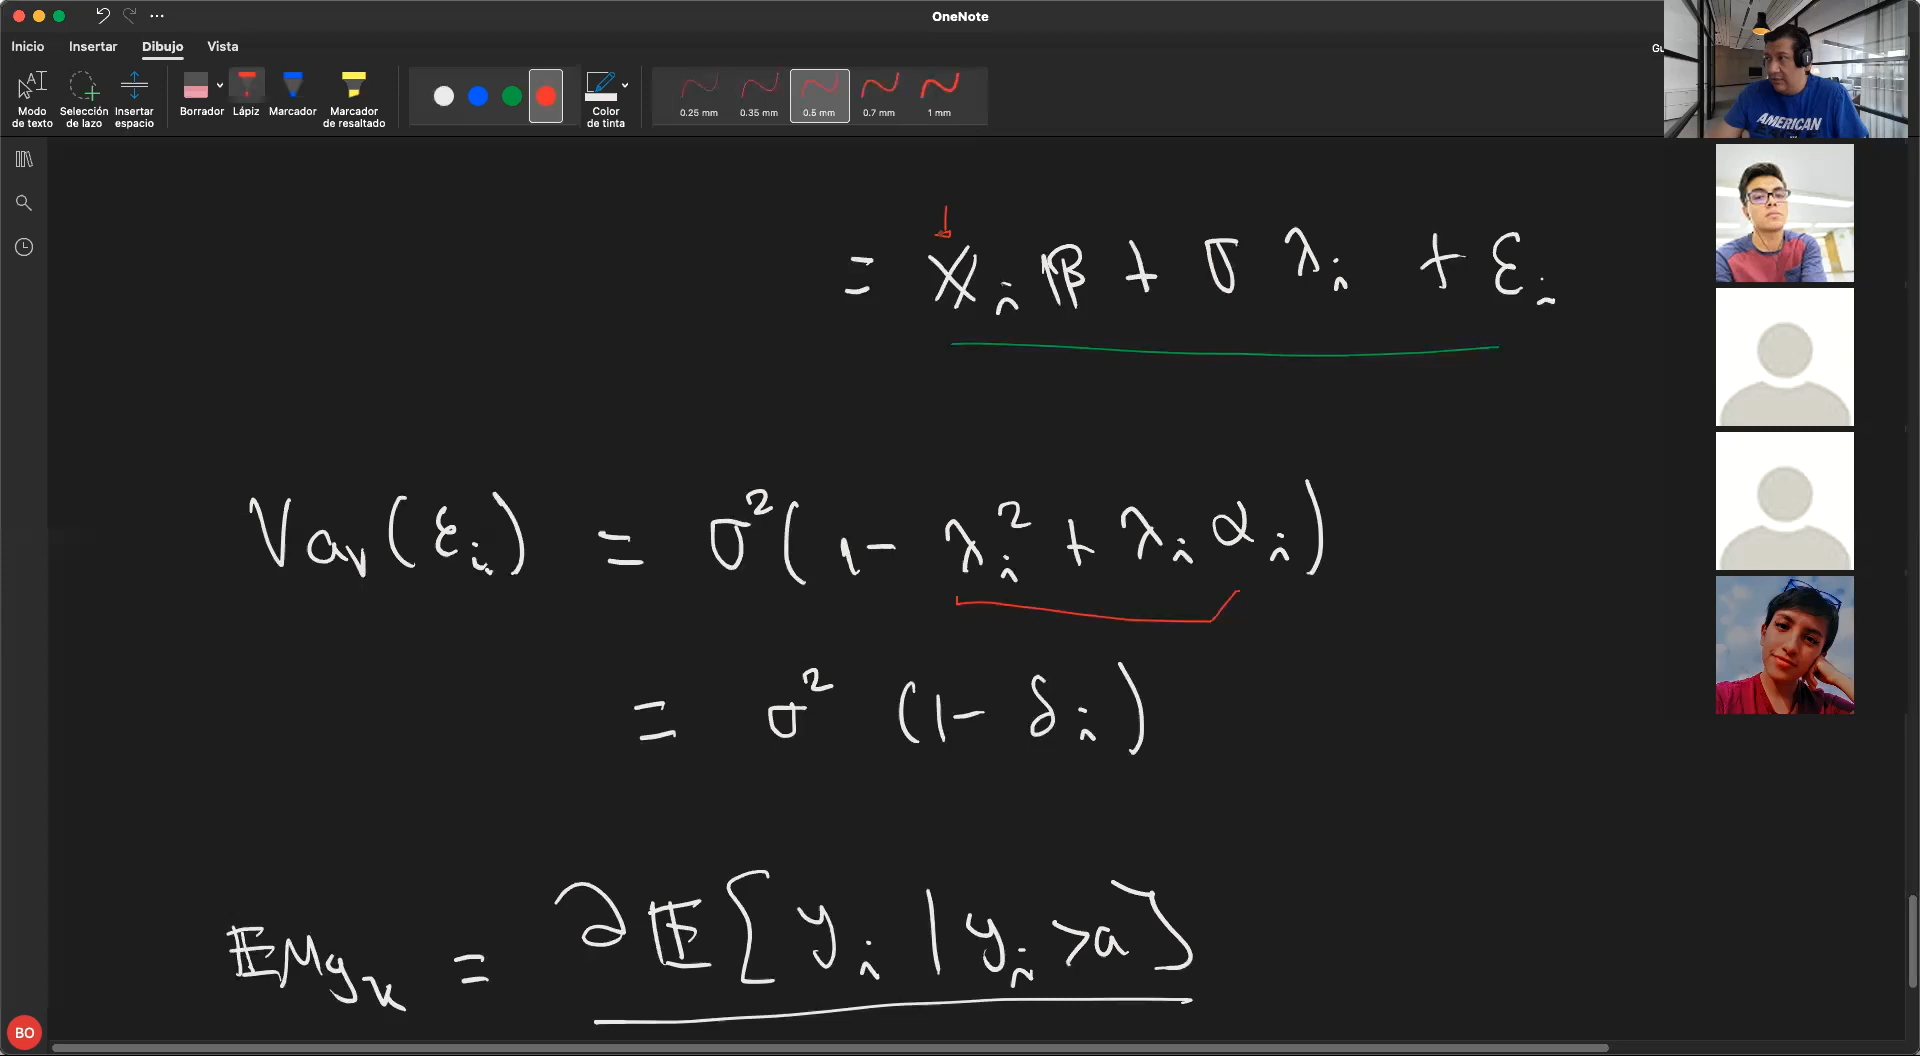 OneNote
Inicio Insertar Dibujo Vista
Modo de texto
Selección de lazo
Insertar espacio
Borrador
Lápiz
Marcador
Marcador de resaltado
Color de tinta
0.25 mm
0.35 mm
0.5 mm
0.7 mm
1 mm
Gu
AMERICAN
= 𝕏ᵢ β + σ λᵢ + εᵢ
Var(εᵢ) = σ²(1 - λᵢ² + λᵢ αᵢ)
= σ² (1 - δᵢ)
𝔼Mgₖ = ∂𝔼[yᵢ | yᵢ > a]
BO